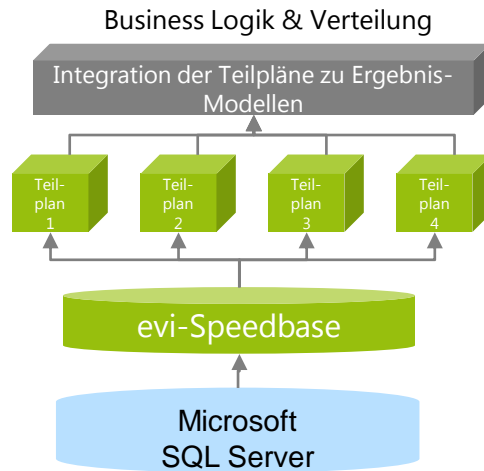 Business Logik & Verteilung
Integration der Teilpläne zu Ergebnis-
Modellen
Teil-
plan
1
Teil-
plan
2
Teil-
plan
3
Teil-
plan
4
evi-Speedbase
Microsoft
SQL Server